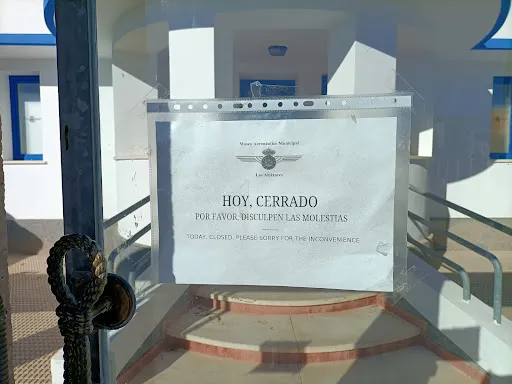 Museo Aeronáutico Municipal
Los Alcázares
HOY, CERRADO
POR FAVOR, DISCULPEN LAS MOLESTIAS
TODAY, CLOSED, PLEASE SORRY FOR THE INCONVENIENCE